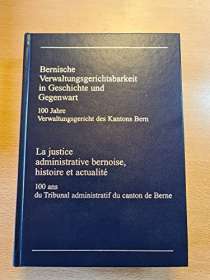 Bernische
Verwaltungsgerichtsbarkeit
in Geschichte und
Gegenwart
100 Jahre
Verwaltungsgericht des Kantons Bern
La justice
administrative bernoise,
histoire et actualité
100 ans
du Tribunal administratif du canton de Berne